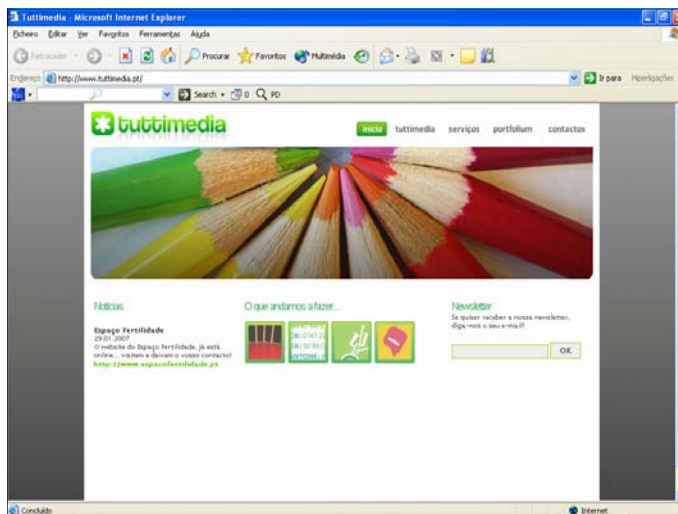 Tuttimedia - Microsoft Internet Explorer
Ficheiro Editar Ver Favoritos Ferramentas Ajuda
Retroceder Procurar Favoritos Multimédia
Endereço http://www.tuttimedia.pt/ Ir para Hiperligações
Search 0 PD
tuttimedia
início tuttimedia serviços portfolium contactos
Notícias
Espaço Fertilidade
29.01.2007
O website do Espaço Fertilidade, já está
online... visitem e deixem o vosso contacto!
http://www.espacofertilidade.pt
O que andamos a fazer...
Newsletter
Se quiser receber a nossa newsletter,
diga-nos o seu e-mail!
OK
Concluído Internet